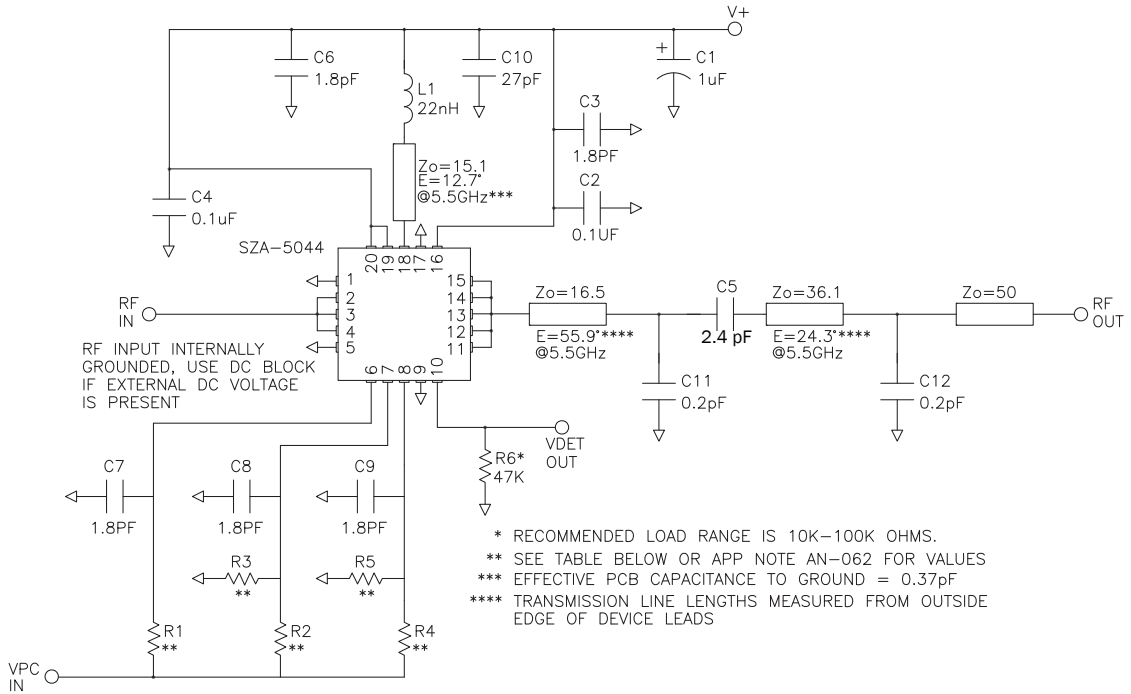 V+
C6
1.8pF
L1
22nH
C10
27pF
C1
+
1uF
C3
1.8PF
C4
0.1uF
Zo=15.1
E=12.7°
@5.5GHz***
C2
0.1UF
SZA-5044
20
19
18
17
16
1
2
3
4
5
15
14
13
12
11
6
7
8
9
10
RF
IN
RF INPUT INTERNALLY
GROUNDED, USE DC BLOCK
IF EXTERNAL DC VOLTAGE
IS PRESENT
Zo=16.5
E=55.9°****
@5.5GHz
C5
2.4 pF
Zo=36.1
E=24.3°****
@5.5GHz
Zo=50
RF
OUT
C11
0.2pF
C12
0.2pF
VDET
OUT
R6*
47K
C7
1.8PF
C8
1.8PF
C9
1.8PF
R3
**
R5
**
R1
**
R2
**
R4
**
VPC
IN
* RECOMMENDED LOAD RANGE IS 10K-100K OHMS.
** SEE TABLE BELOW OR APP NOTE AN-062 FOR VALUES
*** EFFECTIVE PCB CAPACITANCE TO GROUND = 0.37pF
**** TRANSMISSION LINE LENGTHS MEASURED FROM OUTSIDE
EDGE OF DEVICE LEADS